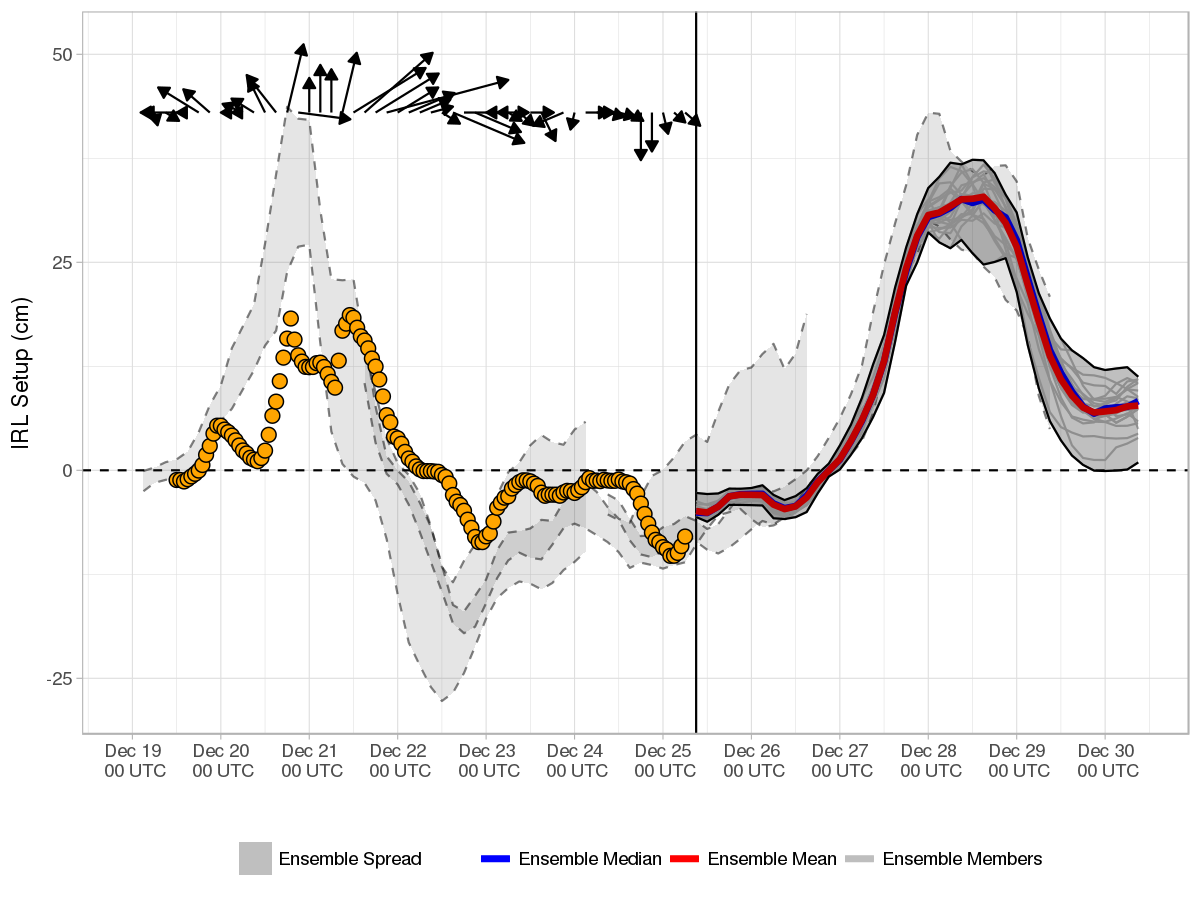 IRL Setup (cm)
50
25
0
-25
Dec 19 Dec 20 Dec 21 Dec 22 Dec 23 Dec 24 Dec 25 Dec 26 Dec 27 Dec 28 Dec 29 Dec 30
00 UTC 00 UTC 00 UTC 00 UTC 00 UTC 00 UTC 00 UTC 00 UTC 00 UTC 00 UTC 00 UTC 00 UTC
Ensemble Spread Ensemble Median Ensemble Mean Ensemble Members